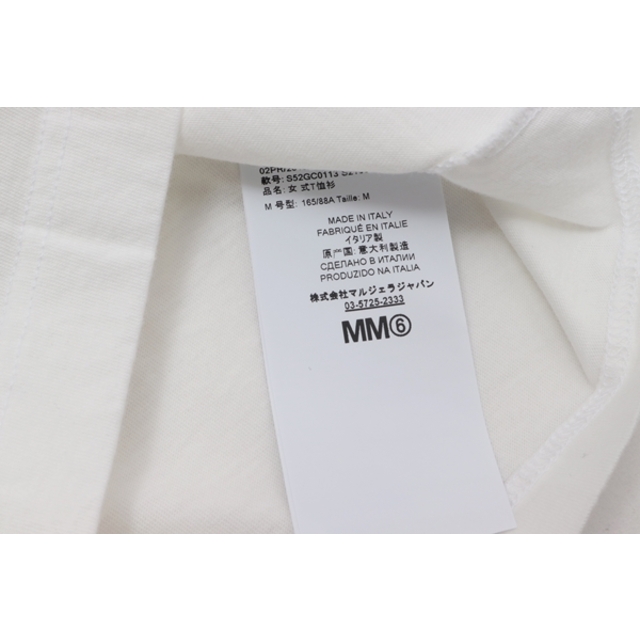 款号: S52GC0113
品名: 女 式T恤衫
M 号型: 165/88A Taille: M
MADE IN ITALY
FABRIQUÉ EN ITALIE
イタリア製
原产国: 意大利製造
СДЕЛАНО В ИТАЛИИ
PRODUZIDO NA ITALIA
株式会社マルジェラジャパン
03-5725-2333
MM⑥